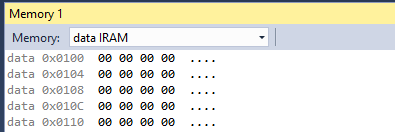 Memory 1
Memory: data IRAM
data 0x0100 00 00 00 00 ....
data 0x0104 00 00 00 00 ....
data 0x0108 00 00 00 00 ....
data 0x010C 00 00 00 00 ....
data 0x0110 00 00 00 00 ....